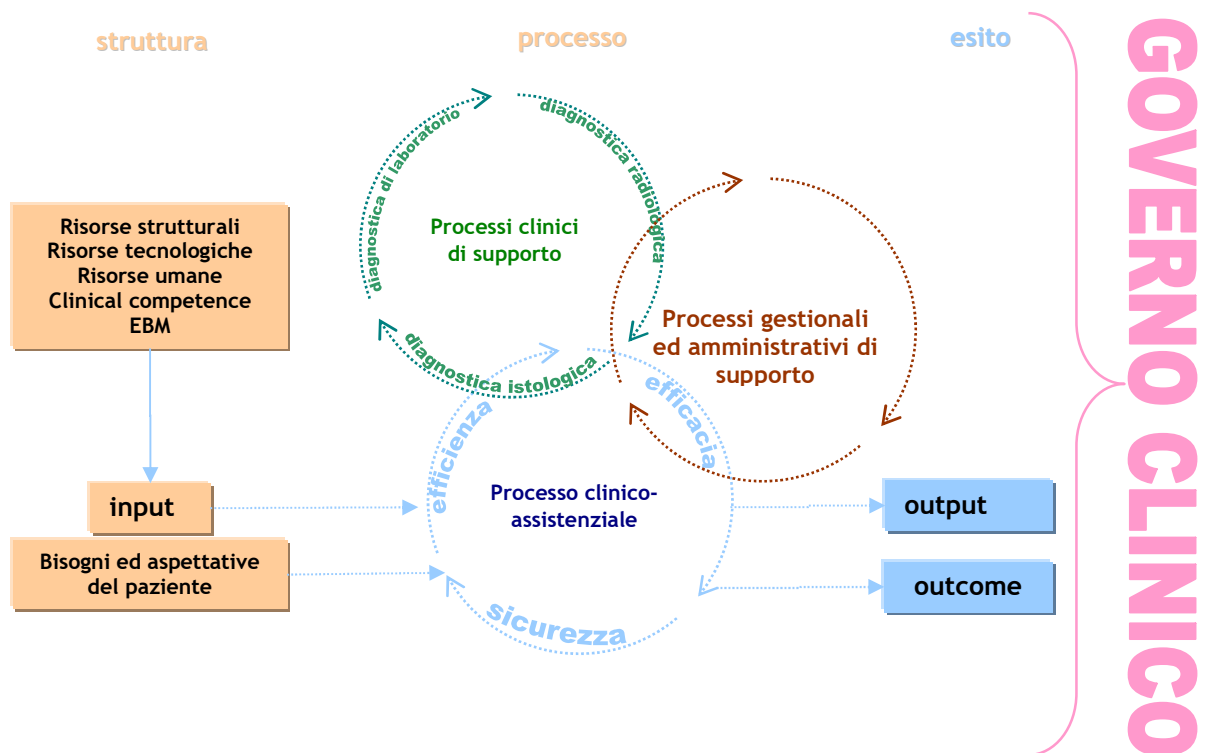 struttura
processo
esito
GOVERNO CLINICO
diagnostica di laboratorio
diagnostica radiologica
diagnostica istologica
Processi clinici
di supporto
Risorse strutturali
Risorse tecnologiche
Risorse umane
Clinical competence
EBM
Processi gestionali
ed amministrativi di
supporto
efficienza
efficacia
sicurezza
Processo clinico-
assistenziale
input
Bisogni ed aspettative
del paziente
output
outcome